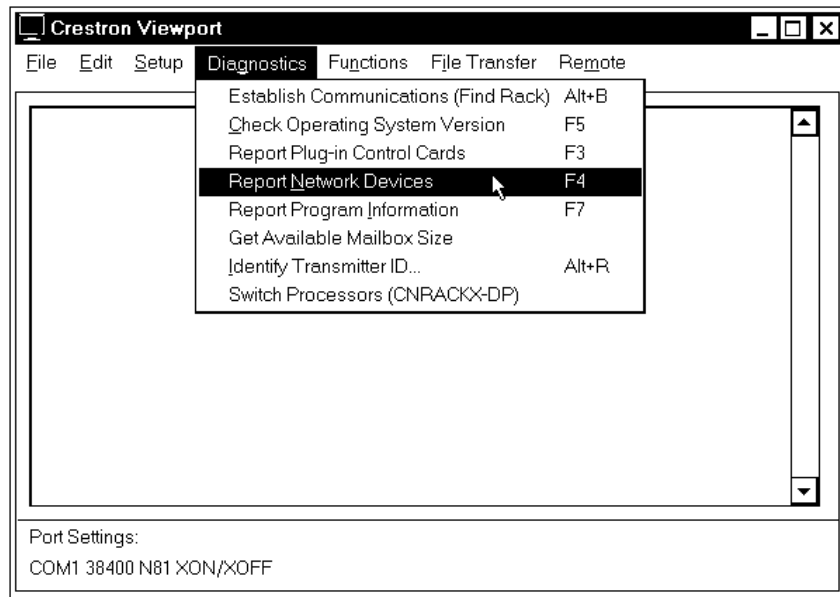 Crestron Viewport
File Edit Setup Diagnostics Functions File Transfer Remote
Establish Communications (Find Rack) Alt+B
Check Operating System Version F5
Report Plug-in Control Cards F3
Report Network Devices F4
Report Program Information F7
Get Available Mailbox Size
Identify Transmitter ID... Alt+R
Switch Processors (CNRACKX-DP)
Port Settings:
COM1 38400 N81 XON/XOFF